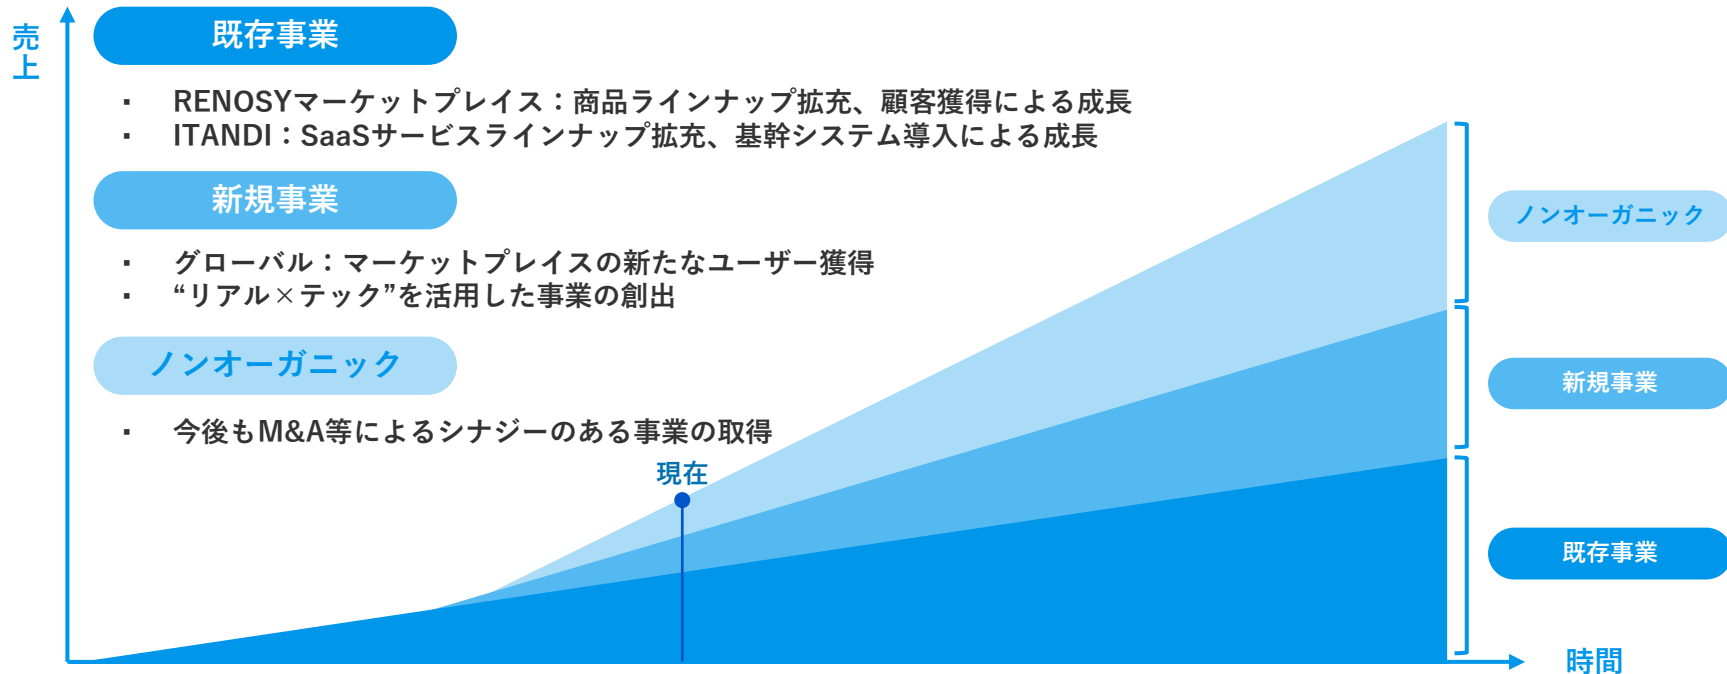 売上
既存事業
▪ RENOSYマーケットプレイス：商品ラインナップ拡充、顧客獲得による成長
▪ ITANDI：SaaSサービスラインナップ拡充、基幹システム導入による成長
新規事業
▪ グローバル：マーケットプレイスの新たなユーザー獲得
▪ “リアル×テック”を活用した事業の創出
ノンオーガニック
▪ 今後もM&A等によるシナジーのある事業の取得
現在
ノンオーガニック
新規事業
既存事業
時間